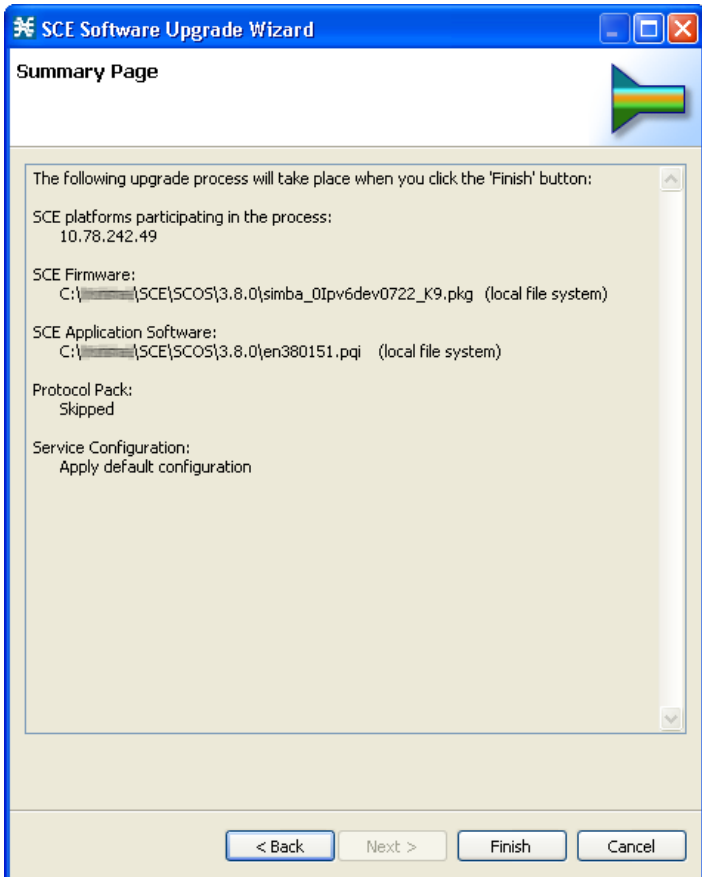 SCE Software Upgrade Wizard
Summary Page
The following upgrade process will take place when you click the 'Finish' button:
SCE platforms participating in the process:
10.78.242.49
SCE Firmware:
C:\ \SCE\SCOS\3.8.0\simba_0Ipv6dev0722_K9.pkg (local file system)
SCE Application Software:
C:\ \SCE\SCOS\3.8.0\en380151.pqi (local file system)
Protocol Pack:
Skipped
Service Configuration:
Apply default configuration
< Back Next > Finish Cancel